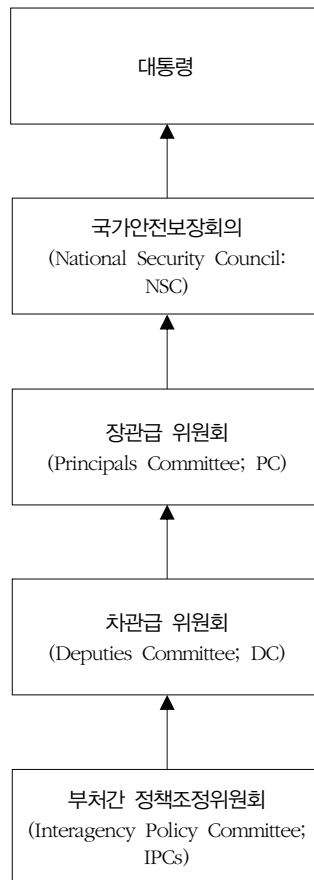 대통령
국가안전보장회의
(National Security Council:
NSC)
장관급 위원회
(Principals Committee; PC)
차관급 위원회
(Deputies Committee; DC)
부처간 정책조정위원회
(Interagency Policy Committee;
IPCs)